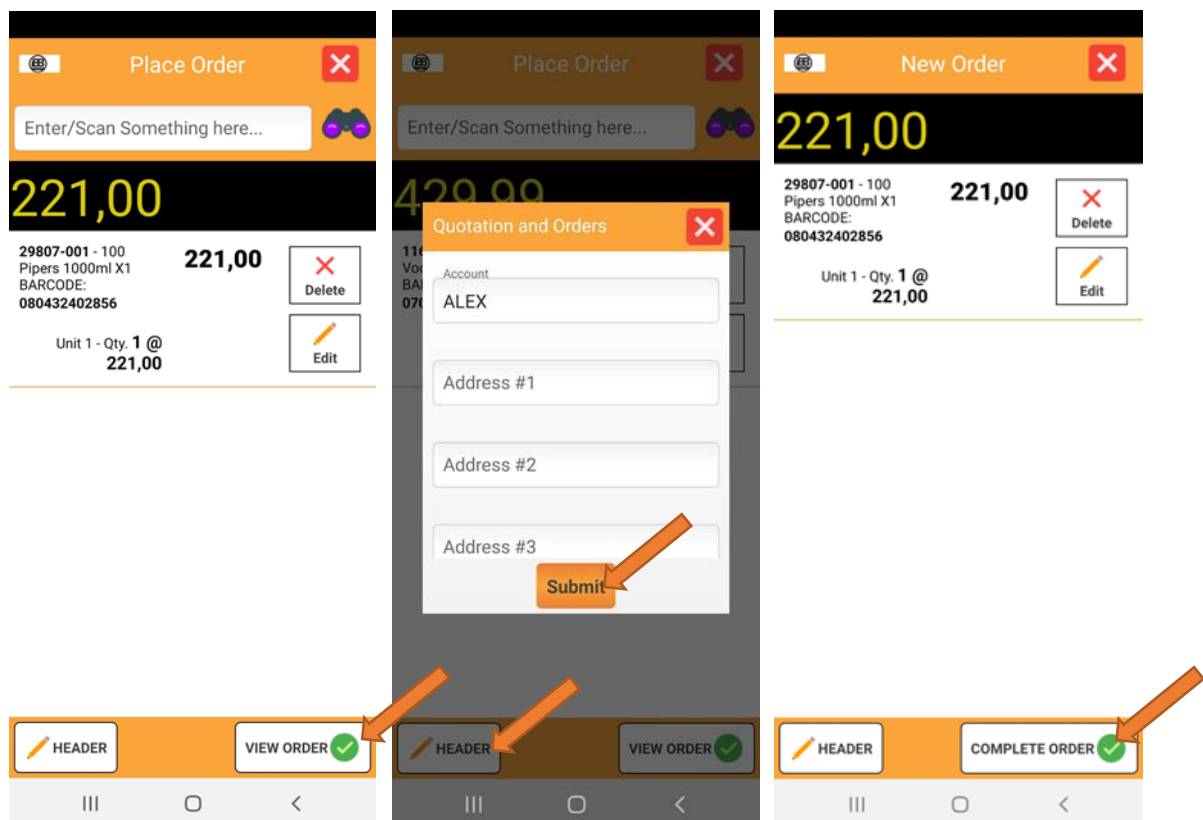 Place Order
Enter/Scan Something here...
221,00
29807-001 - 100
Pipers 1000ml X1
BARCODE:
080432402856
221,00
Delete
Unit 1 - Qty. 1 @
221,00
Edit
HEADER
VIEW ORDER
Place Order
Enter/Scan Something here...
429,99
Quotation and Orders
Account
ALEX
Address #1
Address #2
Address #3
Submit
HEADER
VIEW ORDER
New Order
221,00
29807-001 - 100
Pipers 1000ml X1
BARCODE:
080432402856
221,00
Delete
Unit 1 - Qty. 1 @
221,00
Edit
HEADER
COMPLETE ORDER